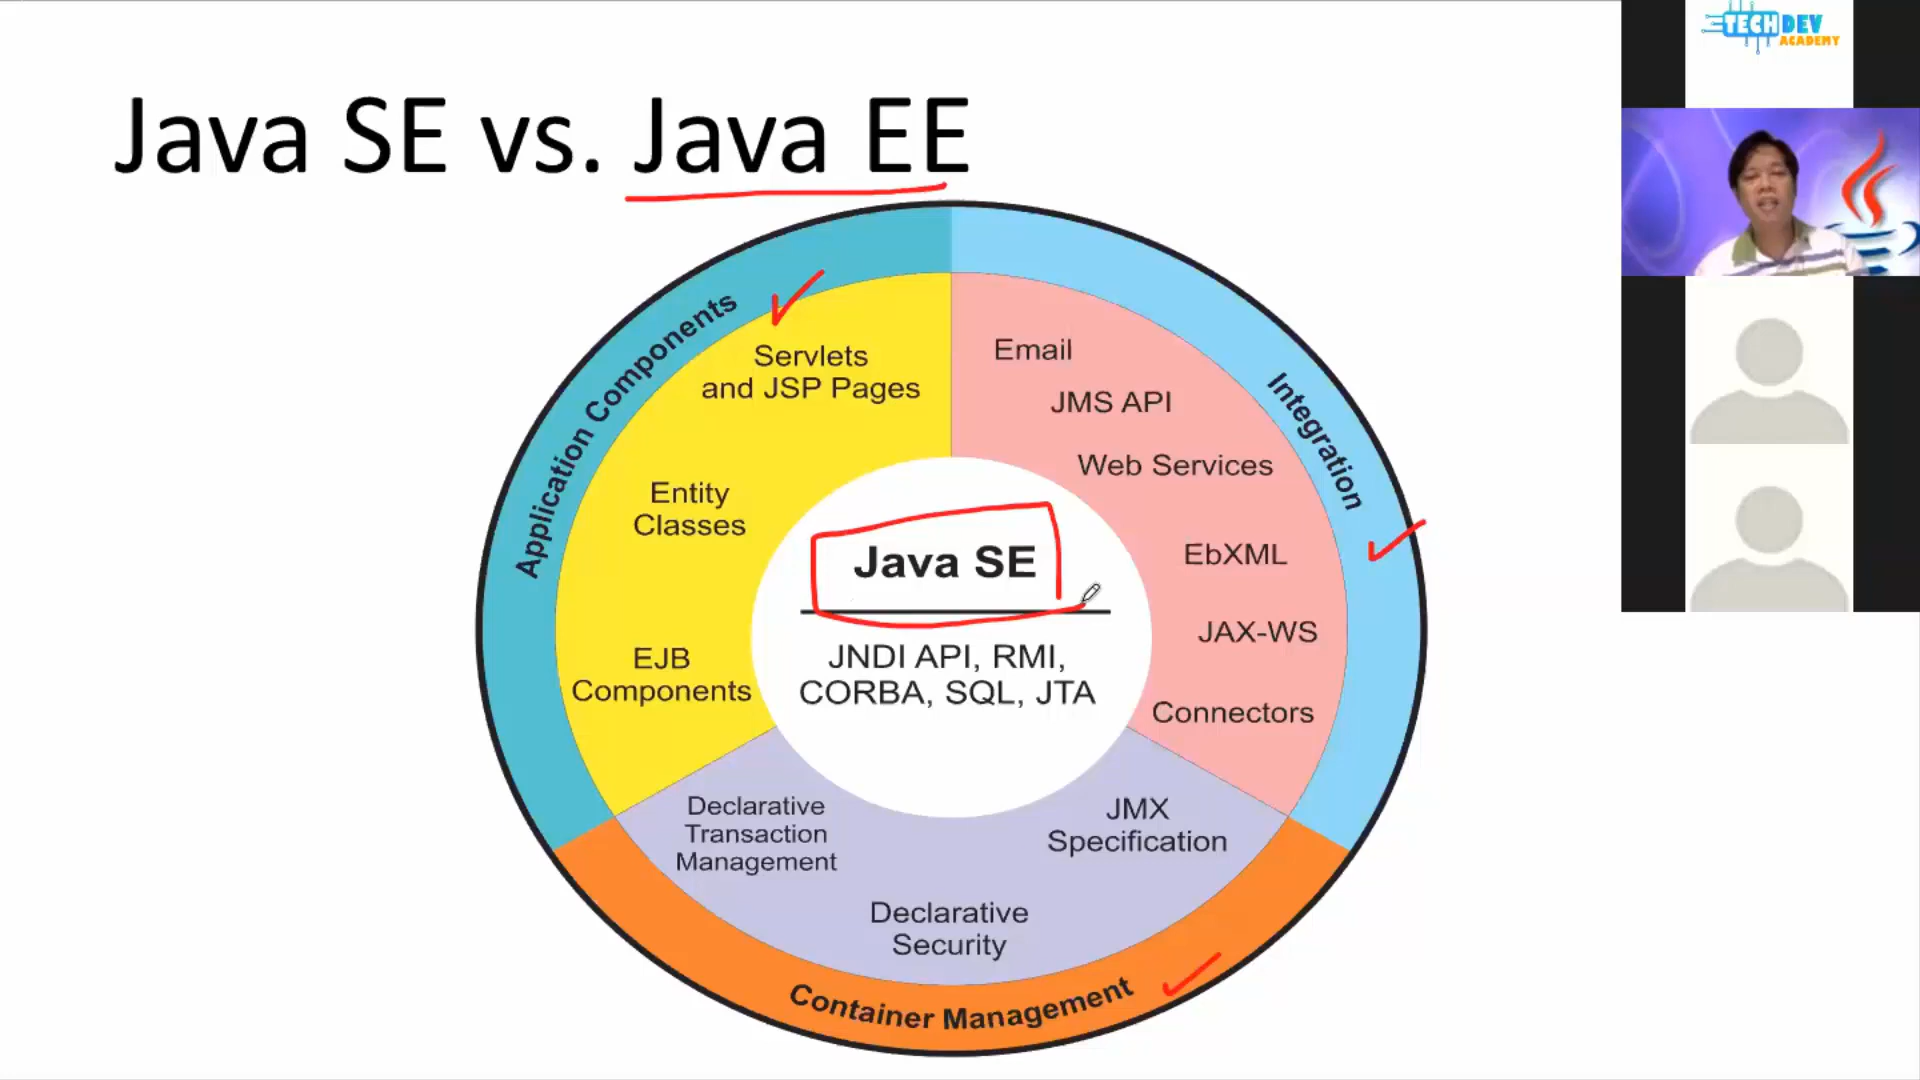 Java SE vs. Java EE
Application Components
Servlets
and JSP Pages
Entity
Classes
EJB
Components
Email
JMS API
Web Services
EbXML
JAX-WS
Connectors
Integration
Java SE
JNDI API, RMI,
CORBA, SQL, JTA
Declarative
Transaction
Management
JMX
Specification
Declarative
Security
Container Management
TECH DEV
ACADEMY